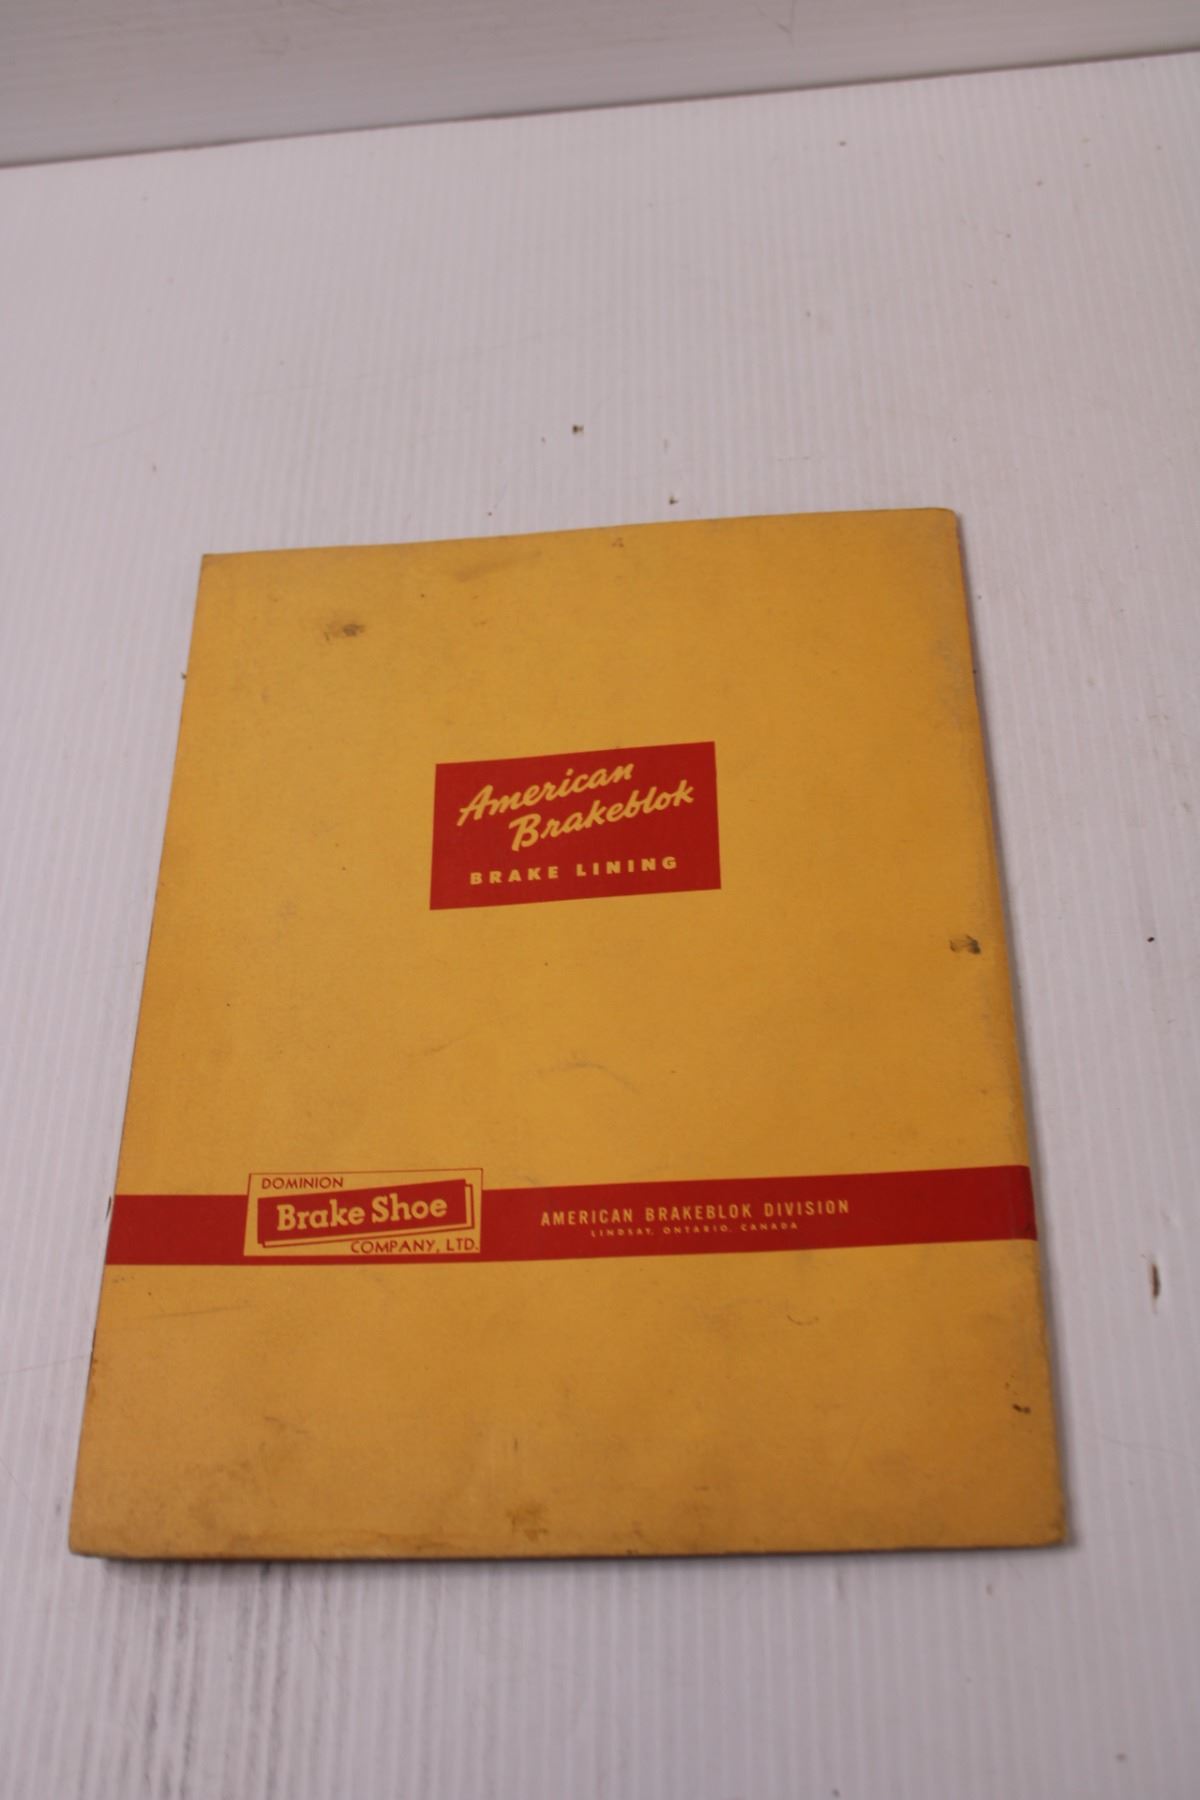 American
Brakeblok
BRAKE LINING
DOMINION
Brake Shoe
COMPANY, LTD.
AMERICAN BRAKEBLOK DIVISION
LINDSAY, ONTARIO, CANADA